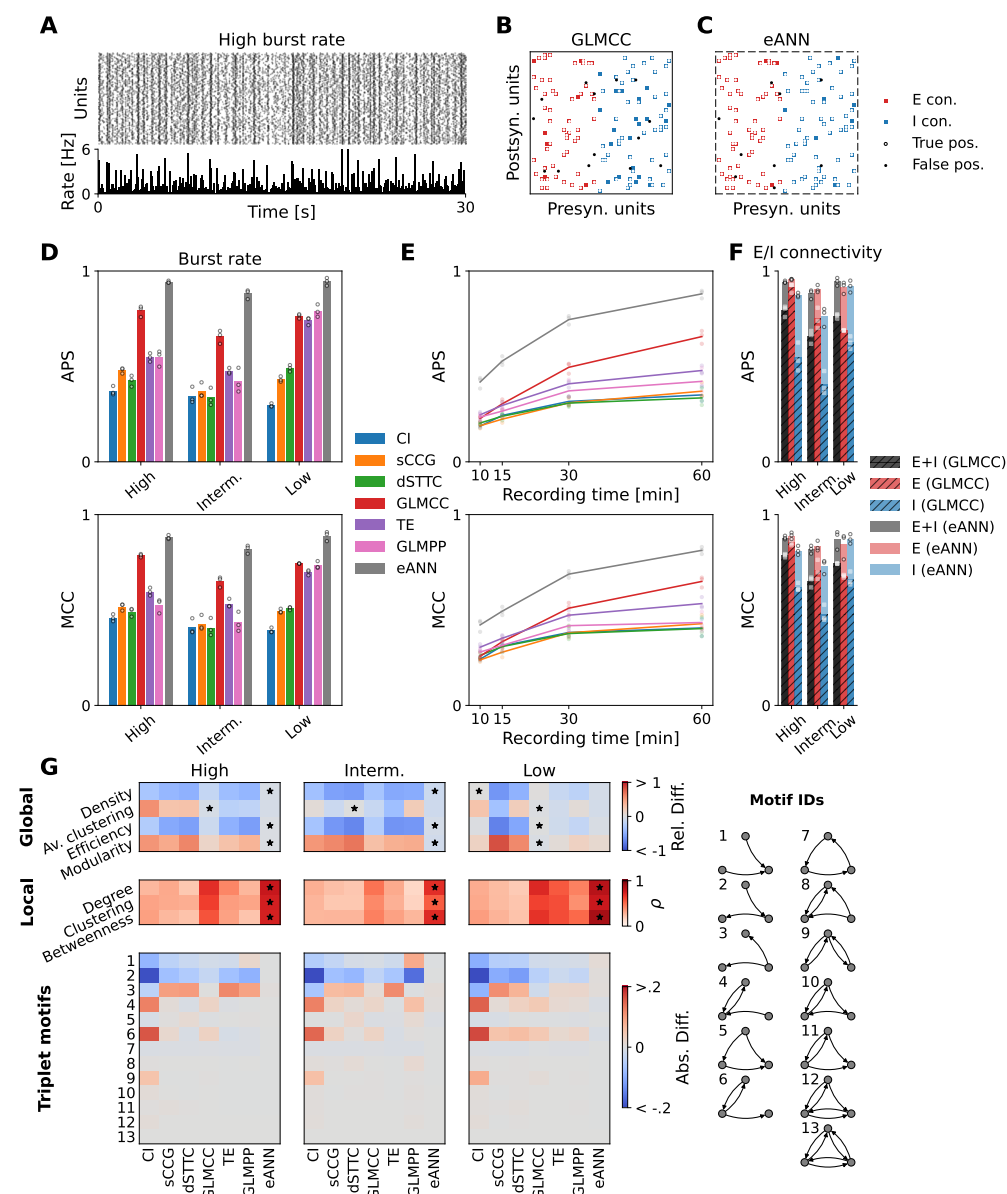 A
High burst rate
Units
Rate [Hz]
6
0
0
30
Time [s]
B
GLMCC
Postsyn. units
Presyn. units
C
eANN
Presyn. units
E con.
I con.
True pos.
False pos.
D
Burst rate
APS
1
0
High
Interm.
Low
MCC
1
0
High
Interm.
Low
CI
sCCG
dSTTC
GLMCC
TE
GLMPP
eANN
E
APS
1
0
10 15 30 60
Recording time [min]
MCC
1
0
10 15 30 60
Recording time [min]
F
E/I connectivity
APS
1
0
High
Interm.
Low
MCC
1
0
High
Interm.
Low
E+I (GLMCC)
E (GLMCC)
I (GLMCC)
E+I (eANN)
E (eANN)
I (eANN)
G
High
Interm.
Low
Global
Density
Av. clustering
Efficiency
Modularity
> 1
0
< -1
Rel. Diff.
Local
Degree
Clustering
Betweenness
1
0
ρ
Triplet motifs
1
2
3
4
5
6
7
8
9
10
11
12
13
>.2
0
< -.2
Abs. Diff.
CI
sCCG
dSTTC
GLMCC
TE
GLMPP
eANN
CI
sCCG
dSTTC
GLMCC
TE
GLMPP
eANN
CI
sCCG
dSTTC
GLMCC
TE
GLMPP
eANN
Motif IDs
1
2
3
4
5
6
7
8
9
10
11
12
13